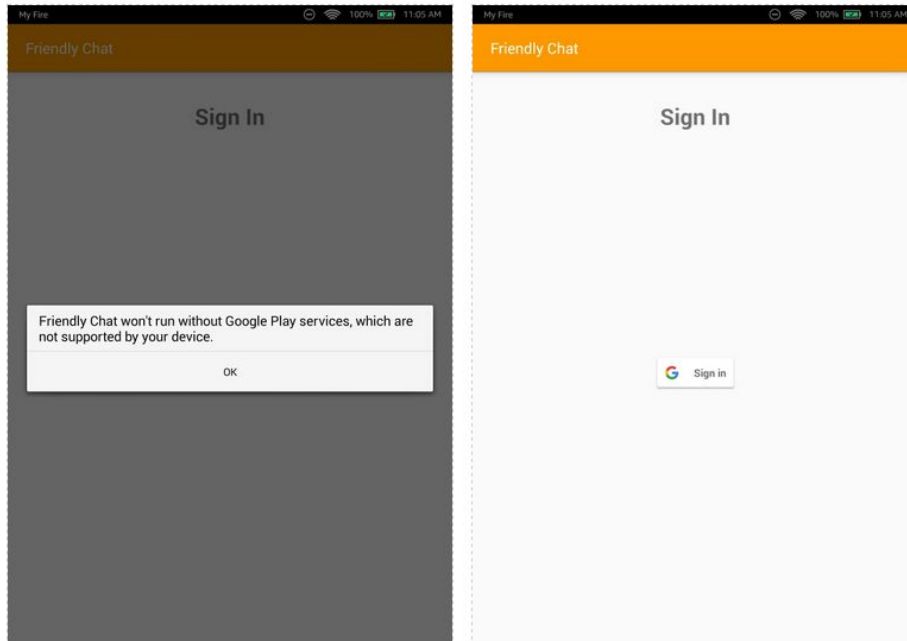 My Fire 100% 11:05 AM
Friendly Chat
Sign In
Friendly Chat won't run without Google Play services, which are
not supported by your device.
OK
My Fire 100% 11:05 AM
Friendly Chat
Sign In
G Sign in